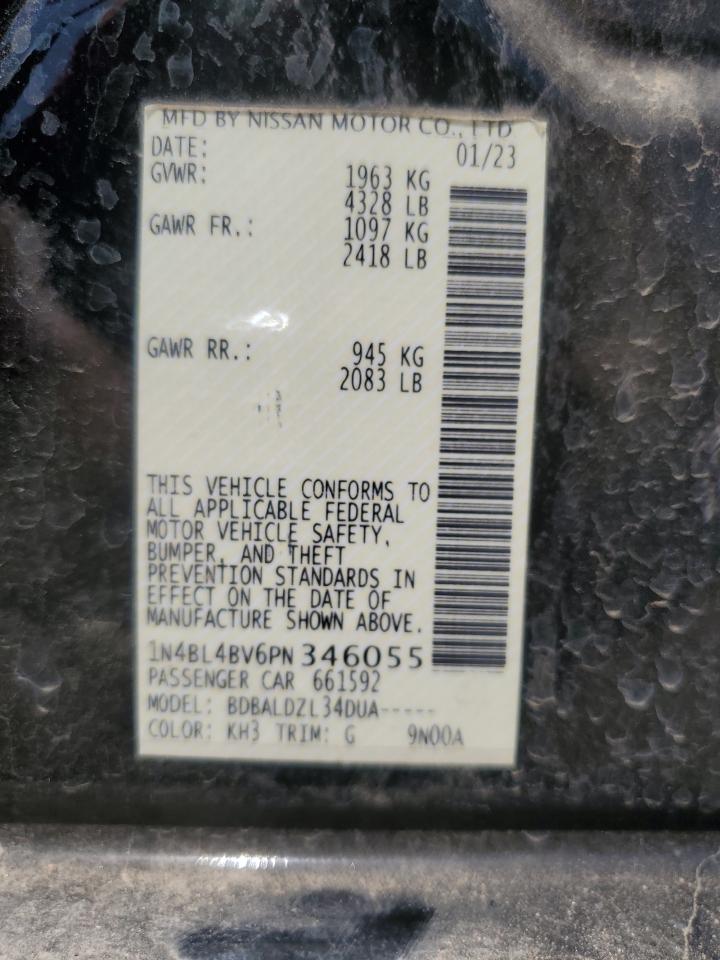 MFD BY NISSAN MOTOR CO., LTD
DATE: 01/23
GVWR: 1963 KG
4328 LB
GAWR FR.: 1097 KG
2418 LB
GAWR RR.: 945 KG
2083 LB
THIS VEHICLE CONFORMS TO
ALL APPLICABLE FEDERAL
MOTOR VEHICLE SAFETY,
BUMPER, AND THEFT
PREVENTION STANDARDS IN
EFFECT ON THE DATE OF
MANUFACTURE SHOWN ABOVE.
1N4BL4BV6PN346055
PASSENGER CAR 661592
MODEL: BDBALDZL34DUA-----
COLOR: KH3 TRIM: G 9N00A